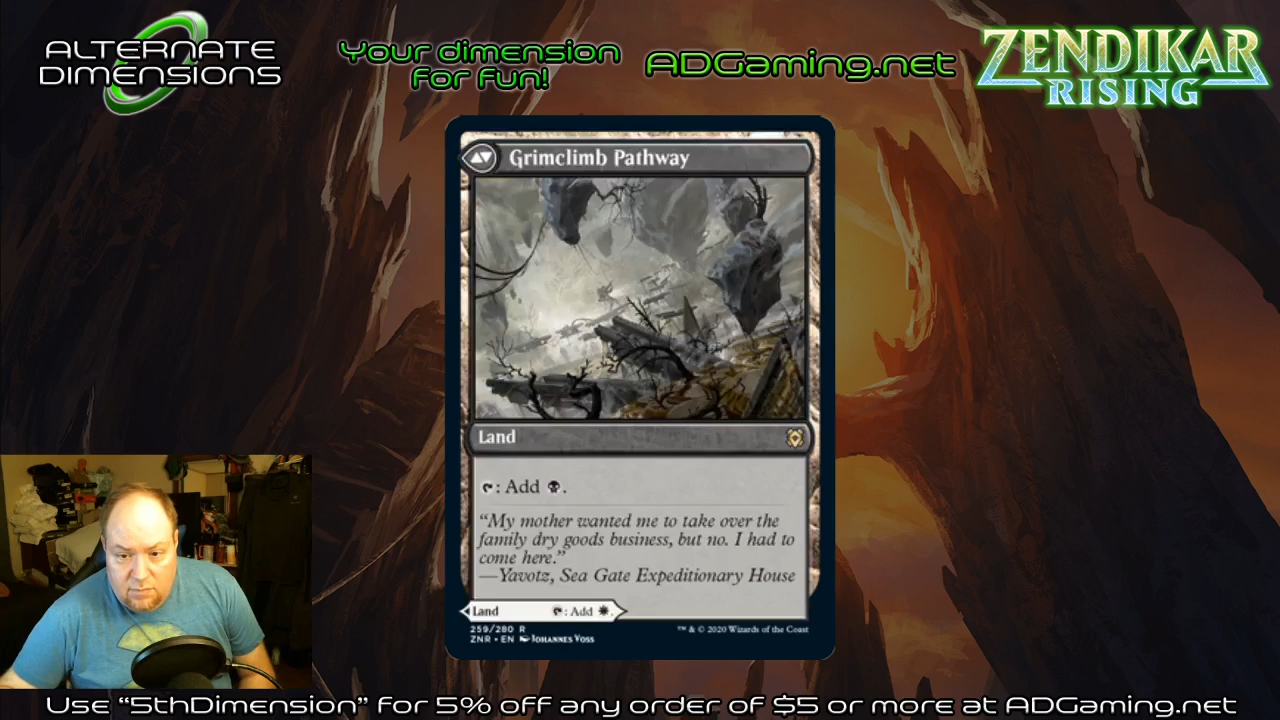 ALTERNATE
DIMENSIONS
Your dimension
for fun!
ADGaming.net
ZENDIKAR
RISING
Grimclimb Pathway
Land
: Add .
“My mother wanted me to take over the
family dry goods business, but no. I had to
come here.”
—Yavotz, Sea Gate Expeditionary House
Land : Add .
259/280 R
ZNR • EN Johannes Voss
™ & © 2020 Wizards of the Coast
Use “5thDimension” for 5% off any order of $5 or more at ADGaming.net